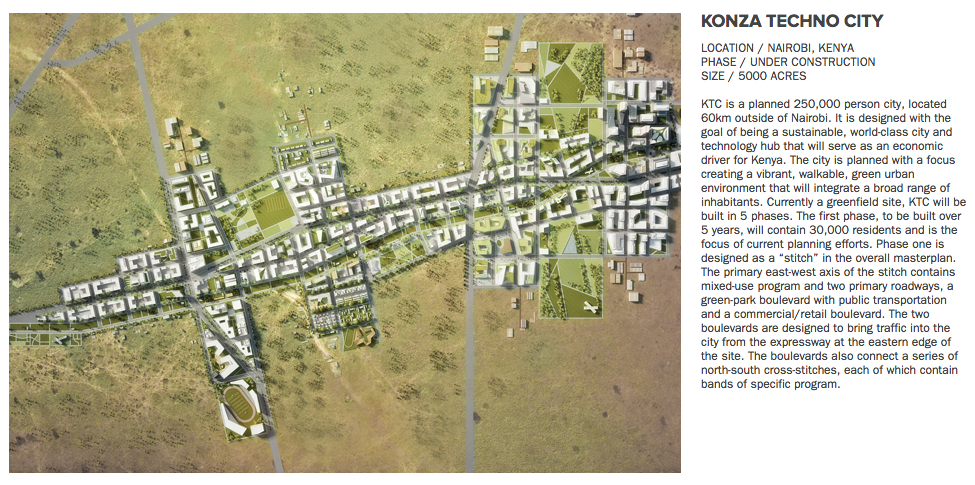 KONZA TECHNO CITY
LOCATION / NAIROBI, KENYA
PHASE / UNDER CONSTRUCTION
SIZE / 5000 ACRES
KTC is a planned 250,000 person city, located
60km outside of Nairobi. It is designed with the
goal of being a sustainable, world-class city and
technology hub that will serve as an economic
driver for Kenya. The city is planned with a focus
creating a vibrant, walkable, green urban
environment that will integrate a broad range of
inhabitants. Currently a greenfield site, KTC will be
built in 5 phases. The first phase, to be built over
5 years, will contain 30,000 residents and is the
focus of current planning efforts. Phase one is
designed as a “stitch” in the overall masterplan.
The primary east-west axis of the stitch contains
mixed-use program and two primary roadways, a
green-park boulevard with public transportation
and a commercial/retail boulevard. The two
boulevards are designed to bring traffic into the
city from the expressway at the eastern edge of
the site. The boulevards also connect a series of
north-south cross-stitches, each of which contain
bands of specific program.